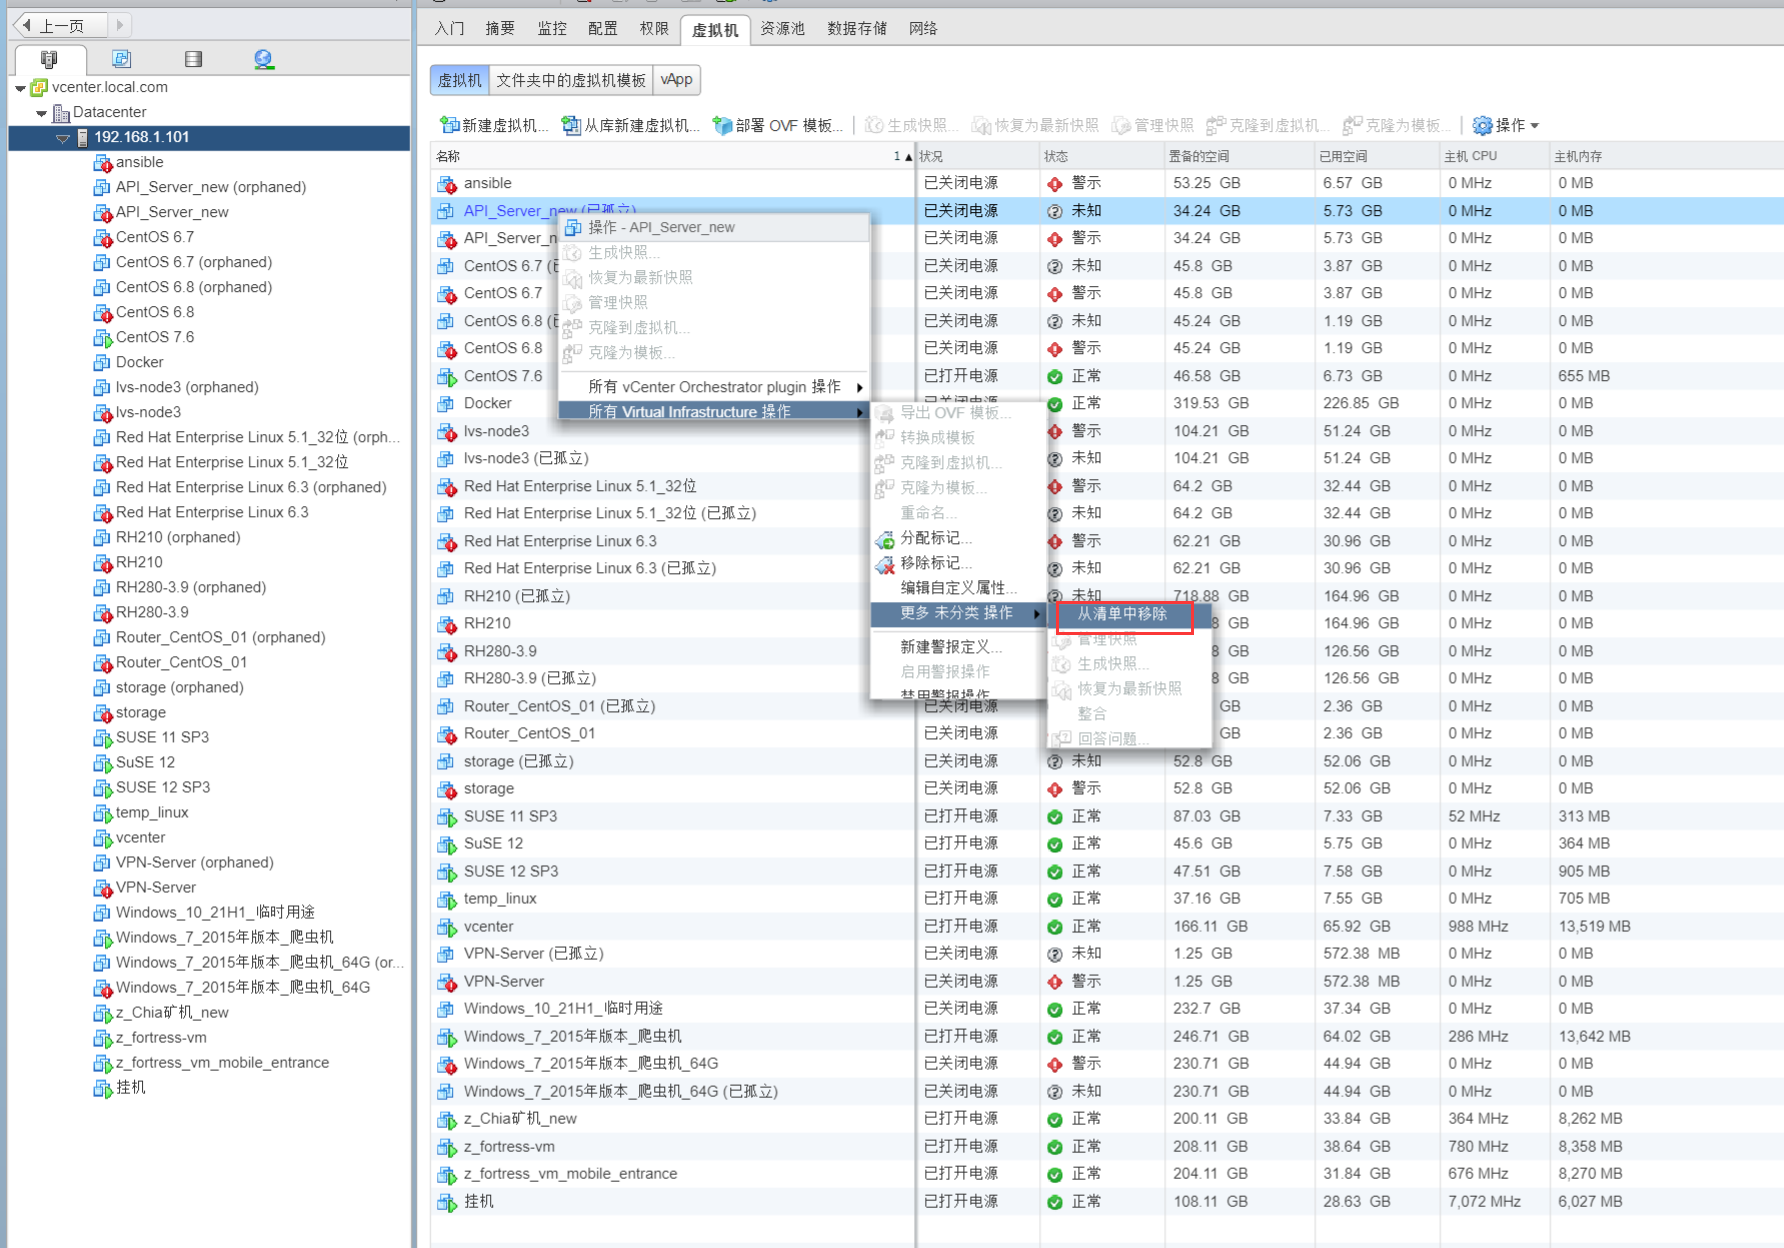 上一页
vcenter.local.com
Datacenter
192.168.1.101
ansible
API_Server_new (orphaned)
API_Server_new
CentOS 6.7
CentOS 6.7 (orphaned)
CentOS 6.8 (orphaned)
CentOS 6.8
CentOS 7.6
Docker
lvs-node3 (orphaned)
lvs-node3
Red Hat Enterprise Linux 5.1_32位 (orph...
Red Hat Enterprise Linux 5.1_32位
Red Hat Enterprise Linux 6.3 (orphaned)
Red Hat Enterprise Linux 6.3
RH210 (orphaned)
RH210
RH280-3.9 (orphaned)
RH280-3.9
Router_CentOS_01 (orphaned)
Router_CentOS_01
storage (orphaned)
storage
SUSE 11 SP3
SuSE 12
SUSE 12 SP3
temp_linux
vcenter
VPN-Server (orphaned)
VPN-Server
Windows_10_21H1_临时用途
Windows_7_2015年版本_爬虫机
Windows_7_2015年版本_爬虫机_64G (or...
Windows_7_2015年版本_爬虫机_64G
z_Chia矿机_new
z_fortress-vm
z_fortress_vm_mobile_entrance
挂机
入门 摘要 监控 配置 权限 虚拟机 资源池 数据存储 网络
虚拟机 文件夹中的虚拟机模板 vApp
新建虚拟机... 从库新建虚拟机... 部署 OVF 模板... 生成快照... 恢复为最新快照 管理快照 克隆到虚拟机... 克隆为模板... 操作
名称 1 ▲ 状况 状态 置备的空间 已用空间 主机 CPU 主机内存
ansible 已关闭电源 警示 53.25 GB 6.57 GB 0 MHz 0 MB
API_Server_new (已孤立) 已关闭电源 未知 34.24 GB 5.73 GB 0 MHz 0 MB
API_Server_n 已关闭电源 警示 34.24 GB 5.73 GB 0 MHz 0 MB
CentOS 6.7 (已 已关闭电源 未知 45.8 GB 3.87 GB 0 MHz 0 MB
CentOS 6.7 已关闭电源 警示 45.8 GB 3.87 GB 0 MHz 0 MB
CentOS 6.8 (已 已关闭电源 未知 45.24 GB 1.19 GB 0 MHz 0 MB
CentOS 6.8 已关闭电源 警示 45.24 GB 1.19 GB 0 MHz 0 MB
CentOS 7.6 已打开电源 正常 46.58 GB 6.73 GB 0 MHz 655 MB
Docker 已关闭电源 正常 319.53 GB 226.85 GB 0 MHz 0 MB
lvs-node3 警示 104.21 GB 51.24 GB 0 MHz 0 MB
lvs-node3 (已孤立) 未知 104.21 GB 51.24 GB 0 MHz 0 MB
Red Hat Enterprise Linux 5.1_32位 警示 64.2 GB 32.44 GB 0 MHz 0 MB
Red Hat Enterprise Linux 5.1_32位 (已孤立) 未知 64.2 GB 32.44 GB 0 MHz 0 MB
Red Hat Enterprise Linux 6.3 警示 62.21 GB 30.96 GB 0 MHz 0 MB
Red Hat Enterprise Linux 6.3 (已孤立) 未知 62.21 GB 30.96 GB 0 MHz 0 MB
RH210 (已孤立) 未知 718.88 GB 164.96 GB 0 MHz 0 MB
RH210 8 GB 164.96 GB 0 MHz 0 MB
RH280-3.9 8 GB 126.56 GB 0 MHz 0 MB
RH280-3.9 (已孤立) 8 GB 126.56 GB 0 MHz 0 MB
Router_CentOS_01 (已孤立) 已关闭电源 GB 2.36 GB 0 MHz 0 MB
Router_CentOS_01 已关闭电源 GB 2.36 GB 0 MHz 0 MB
storage (已孤立) 已关闭电源 未知 52.8 GB 52.06 GB 0 MHz 0 MB
storage 已关闭电源 警示 52.8 GB 52.06 GB 0 MHz 0 MB
SUSE 11 SP3 已打开电源 正常 87.03 GB 7.33 GB 52 MHz 313 MB
SuSE 12 已打开电源 正常 45.6 GB 5.75 GB 0 MHz 364 MB
SUSE 12 SP3 已打开电源 正常 47.51 GB 7.58 GB 0 MHz 905 MB
temp_linux 已打开电源 正常 37.16 GB 7.55 GB 0 MHz 705 MB
vcenter 已打开电源 正常 166.11 GB 65.92 GB 988 MHz 13,519 MB
VPN-Server (已孤立) 已关闭电源 未知 1.25 GB 572.38 MB 0 MHz 0 MB
VPN-Server 已关闭电源 警示 1.25 GB 572.38 MB 0 MHz 0 MB
Windows_10_21H1_临时用途 已关闭电源 正常 232.7 GB 37.34 GB 0 MHz 0 MB
Windows_7_2015年版本_爬虫机 已打开电源 正常 246.71 GB 64.02 GB 286 MHz 13,642 MB
Windows_7_2015年版本_爬虫机_64G 已关闭电源 警示 230.71 GB 44.94 GB 0 MHz 0 MB
Windows_7_2015年版本_爬虫机_64G (已孤立) 已关闭电源 未知 230.71 GB 44.94 GB 0 MHz 0 MB
z_Chia矿机_new 已打开电源 正常 200.11 GB 33.84 GB 364 MHz 8,262 MB
z_fortress-vm 已打开电源 正常 208.11 GB 38.64 GB 780 MHz 8,358 MB
z_fortress_vm_mobile_entrance 已打开电源 正常 204.11 GB 31.84 GB 676 MHz 8,270 MB
挂机 已打开电源 正常 108.11 GB 28.63 GB 7,072 MHz 6,027 MB
操作 - API_Server_new
生成快照...
恢复为最新快照
管理快照
克隆到虚拟机...
克隆为模板...
所有 vCenter Orchestrator plugin 操作
所有 Virtual Infrastructure 操作
导出 OVF 模板...
转换成模板
克隆到虚拟机...
克隆为模板...
重命名...
分配标记...
移除标记...
编辑自定义属性...
更多 未分类 操作
新建警报定义...
启用警报操作
禁用警报操作
从清单中移除
管理快照
生成快照...
恢复为最新快照
整合
回答问题...